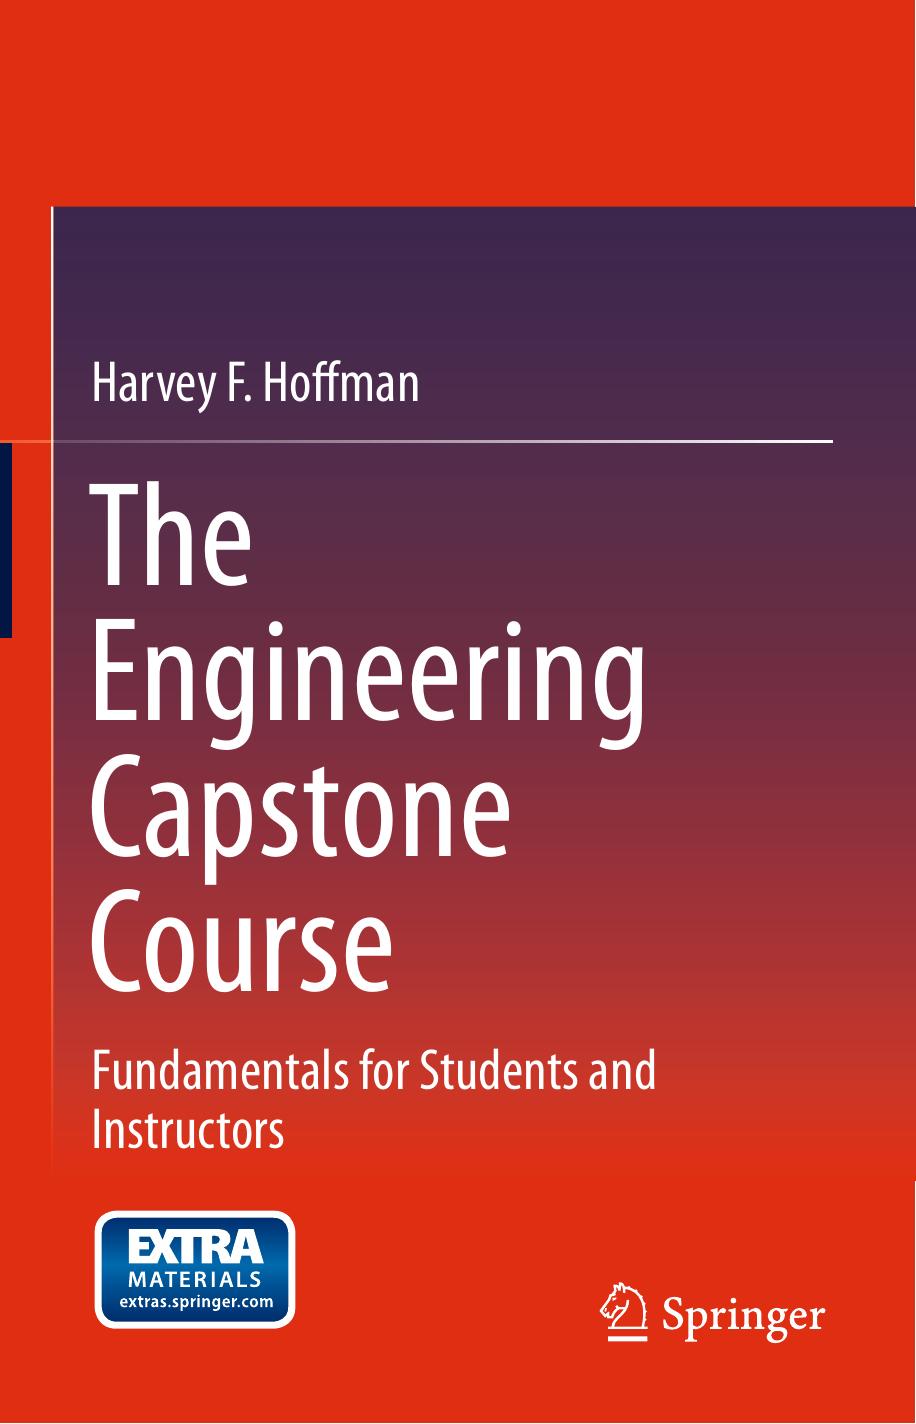 Harvey F. Hoffman
The
Engineering
Capstone
Course
Fundamentals for Students and
Instructors
EXTRA
MATERIALS
extras.springer.com
Springer